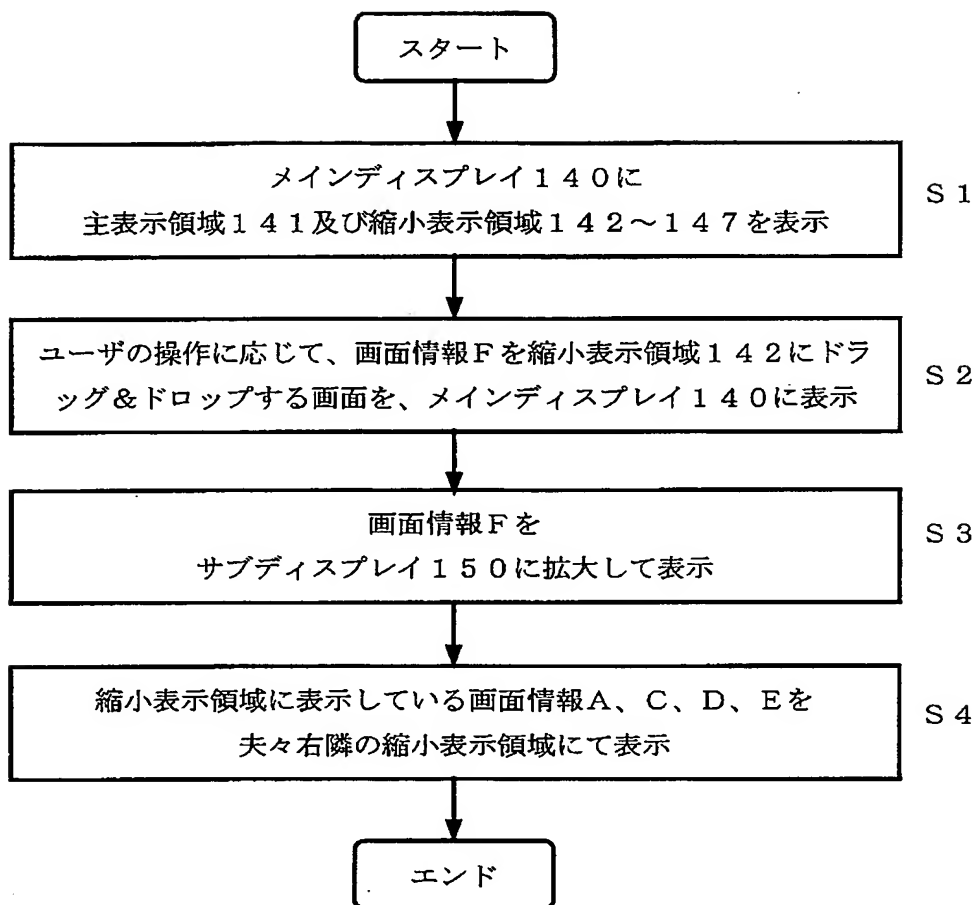 スタート
メインディスプレイ１４０に
主表示領域１４１及び縮小表示領域１４２～１４７を表示
Ｓ１
ユーザの操作に応じて、画面情報Ｆを縮小表示領域１４２にドラ
ッグ＆ドロップする画面を、メインディスプレイ１４０に表示
Ｓ２
画面情報Ｆを
サブディスプレイ１５０に拡大して表示
Ｓ３
縮小表示領域に表示している画面情報Ａ、Ｃ、Ｄ、Ｅを
夫々右隣の縮小表示領域にて表示
Ｓ４
エンド